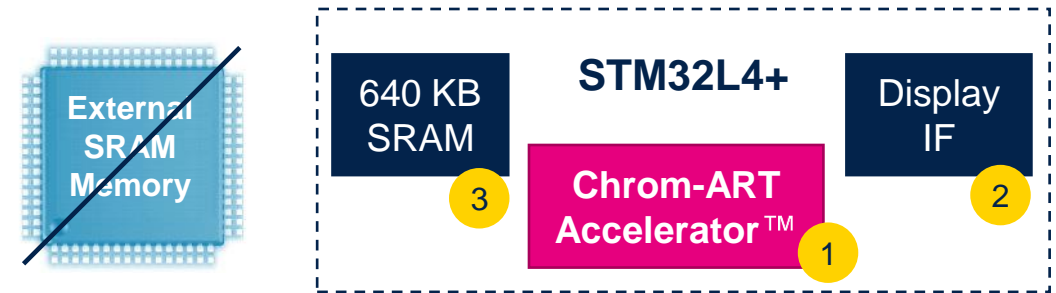 External
SRAM
Memory
640 KB
SRAM
3
STM32L4+
Chrom-ART
Accelerator™
1
Display
IF
2